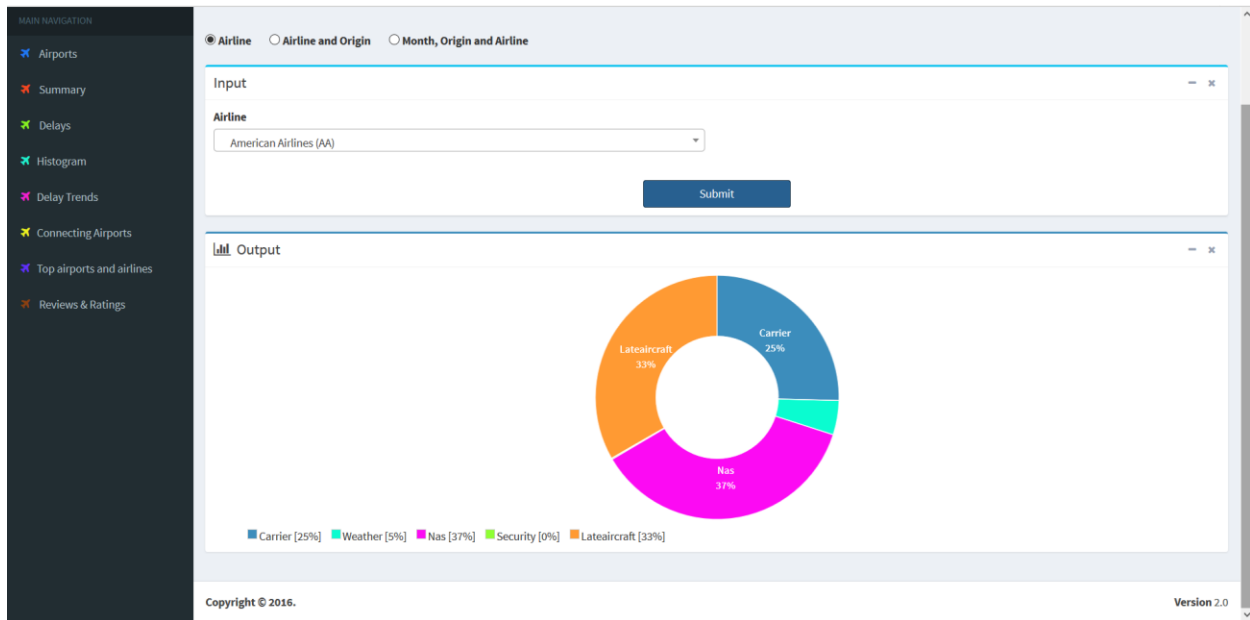 MAIN NAVIGATION
Airports
Summary
Delays
Histogram
Delay Trends
Connecting Airports
Top airports and airlines
Reviews & Ratings
Airline Airline and Origin Month, Origin and Airline
Input
Airline
American Airlines (AA)
Submit
Output
Carrier
25%
Lateaircraft
33%
Nas
37%
Carrier [25%] Weather [5%] Nas [37%] Security [0%] Lateaircraft [33%]
Copyright © 2016. Version 2.0